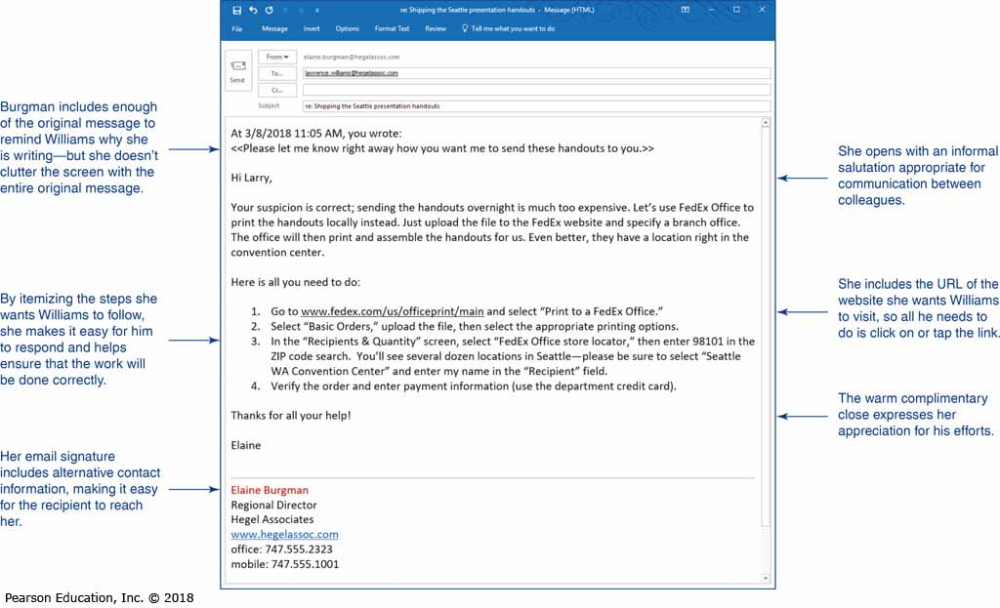 re: Shipping the Seattle presentation handouts - Message (HTML)
File Message Insert Options Format Text Review Tell me what you want to do
From
elaine.burgman@hegelassoc.com
Send
To...
lawrence.williams@hegelassoc.com
Cc...
Subject
re: Shipping the Seattle presentation handouts
At 3/8/2018 11:05 AM, you wrote:
<<Please let me know right away how you want me to send these handouts to you.>>
Hi Larry,
Your suspicion is correct; sending the handouts overnight is much too expensive. Let’s use FedEx Office to
print the handouts locally instead. Just upload the file to the FedEx website and specify a branch office.
The office will then print and assemble the handouts for us. Even better, they have a location right in the
convention center.
Here is all you need to do:
1. Go to www.fedex.com/us/officeprint/main and select “Print to a FedEx Office.”
2. Select “Basic Orders,” upload the file, then select the appropriate printing options.
3. In the “Recipients & Quantity” screen, select “FedEx Office store locator,” then enter 98101 in the
ZIP code search. You’ll see several dozen locations in Seattle—please be sure to select “Seattle
WA Convention Center” and enter my name in the “Recipient” field.
4. Verify the order and enter payment information (use the department credit card).
Thanks for all your help!
Elaine
Elaine Burgman
Regional Director
Hegel Associates
www.hegelassoc.com
office: 747.555.2323
mobile: 747.555.1001
Burgman includes enough
of the original message to
remind Williams why she
is writing—but she doesn’t
clutter the screen with the
entire original message.
By itemizing the steps she
wants Williams to follow,
she makes it easy for him
to respond and helps
ensure that the work will
be done correctly.
Her email signature
includes alternative contact
information, making it easy
for the recipient to reach
her.
She opens with an informal
salutation appropriate for
communication between
colleagues.
She includes the URL of the
website she wants Williams
to visit, so all he needs to
do is click on or tap the link.
The warm complimentary
close expresses her
appreciation for his efforts.
Pearson Education, Inc. © 2018